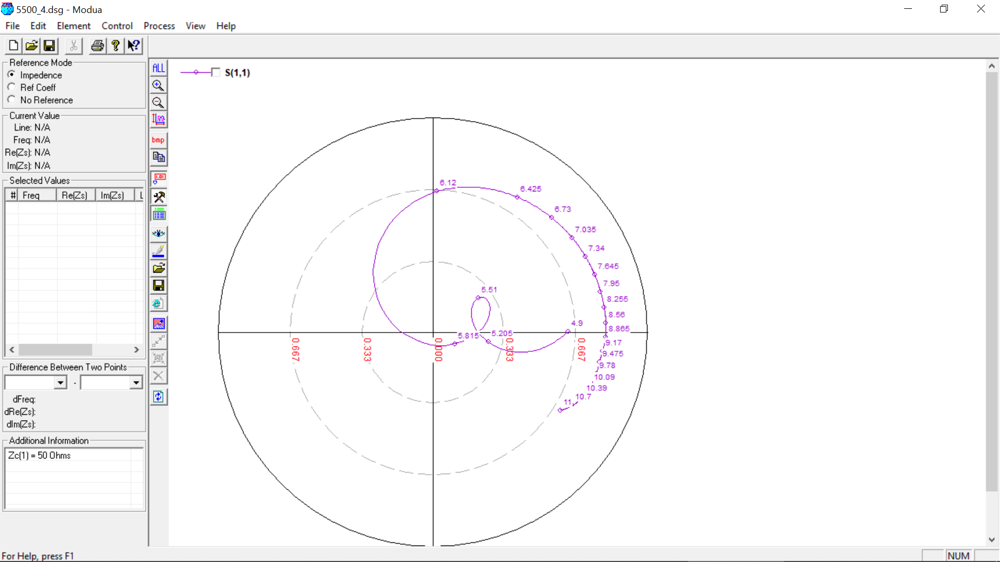 5500_4.dsg - Modua
File Edit Element Control Process View Help
Reference Mode
Impedence
Ref Coeff
No Reference
Current Value
Line: N/A
Freq: N/A
Re(Zs): N/A
Im(Zs): N/A
Selected Values
# Freq Re(Zs) Im(Zs) L
Difference Between Two Points
-
dFreq:
dRe(Zs):
dIm(Zs):
Additional Information
Zc(1) = 50 Ohms
ALL
bmp
1.01
S(1,1)
6.12
6.425
6.73
7.035
7.34
7.645
7.95
5.51
8.255
8.56
4.9
8.865
5.815 5.205
9.17
0.667 0.333 0.000 0.333 0.667
9.475
9.78
10.09
10.39
10.7
11
For Help, press F1
NUM